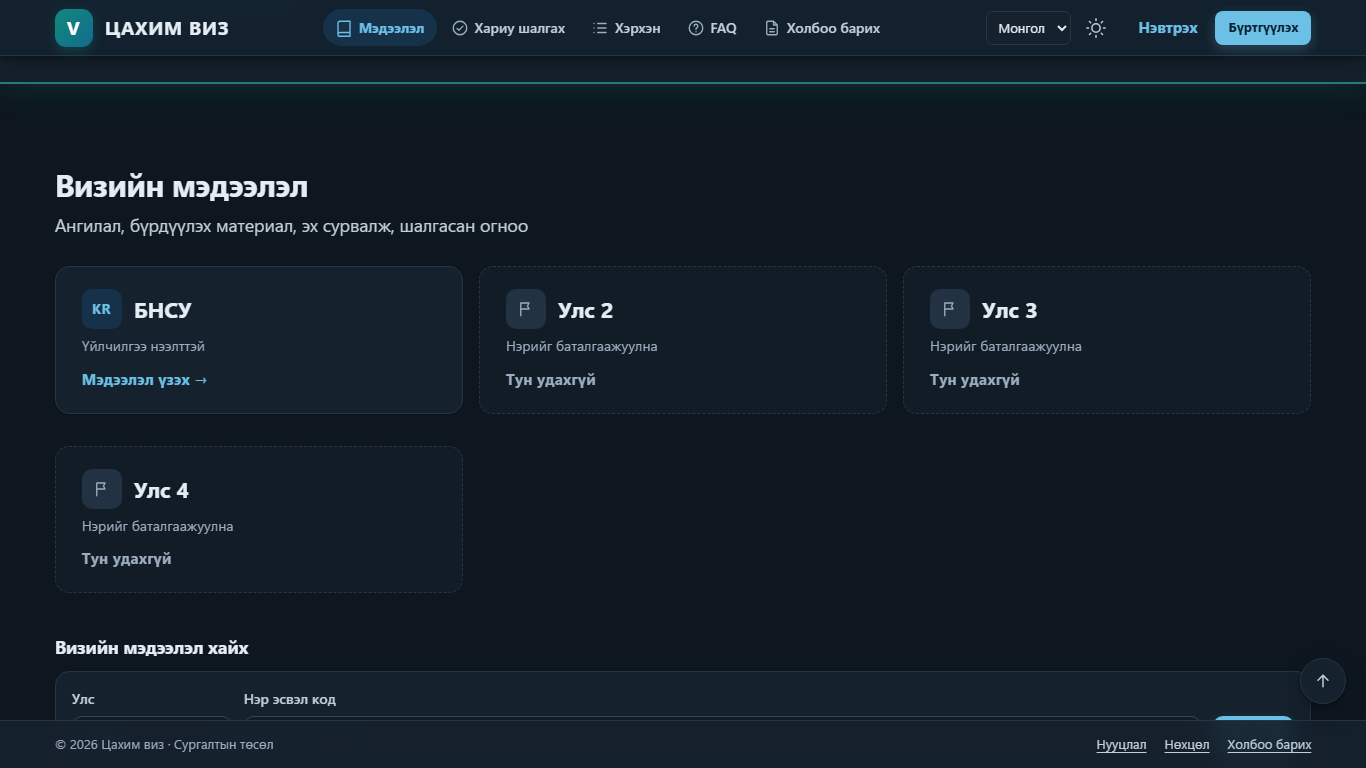 V ЦАХИМ ВИЗ Мэдээлэл Хариу шалгах Хэрхэн FAQ Холбоо барих Монгол Нэвтрэх Бүртгүүлэх
Визийн мэдээлэл
Ангилал, бүрдүүлэх материал, эх сурвалж, шалгасан огноо
KR БНСУ
Үйлчилгээ нээлттэй
Мэдээлэл үзэх →
Улс 2
Нэрийг баталгаажуулна
Тун удахгүй
Улс 3
Нэрийг баталгаажуулна
Тун удахгүй
Улс 4
Нэрийг баталгаажуулна
Тун удахгүй
Визийн мэдээлэл хайх
Улс Нэр эсвэл код
© 2026 Цахим виз · Сургалтын төсөл Нууцлал Нөхцөл Холбоо барих